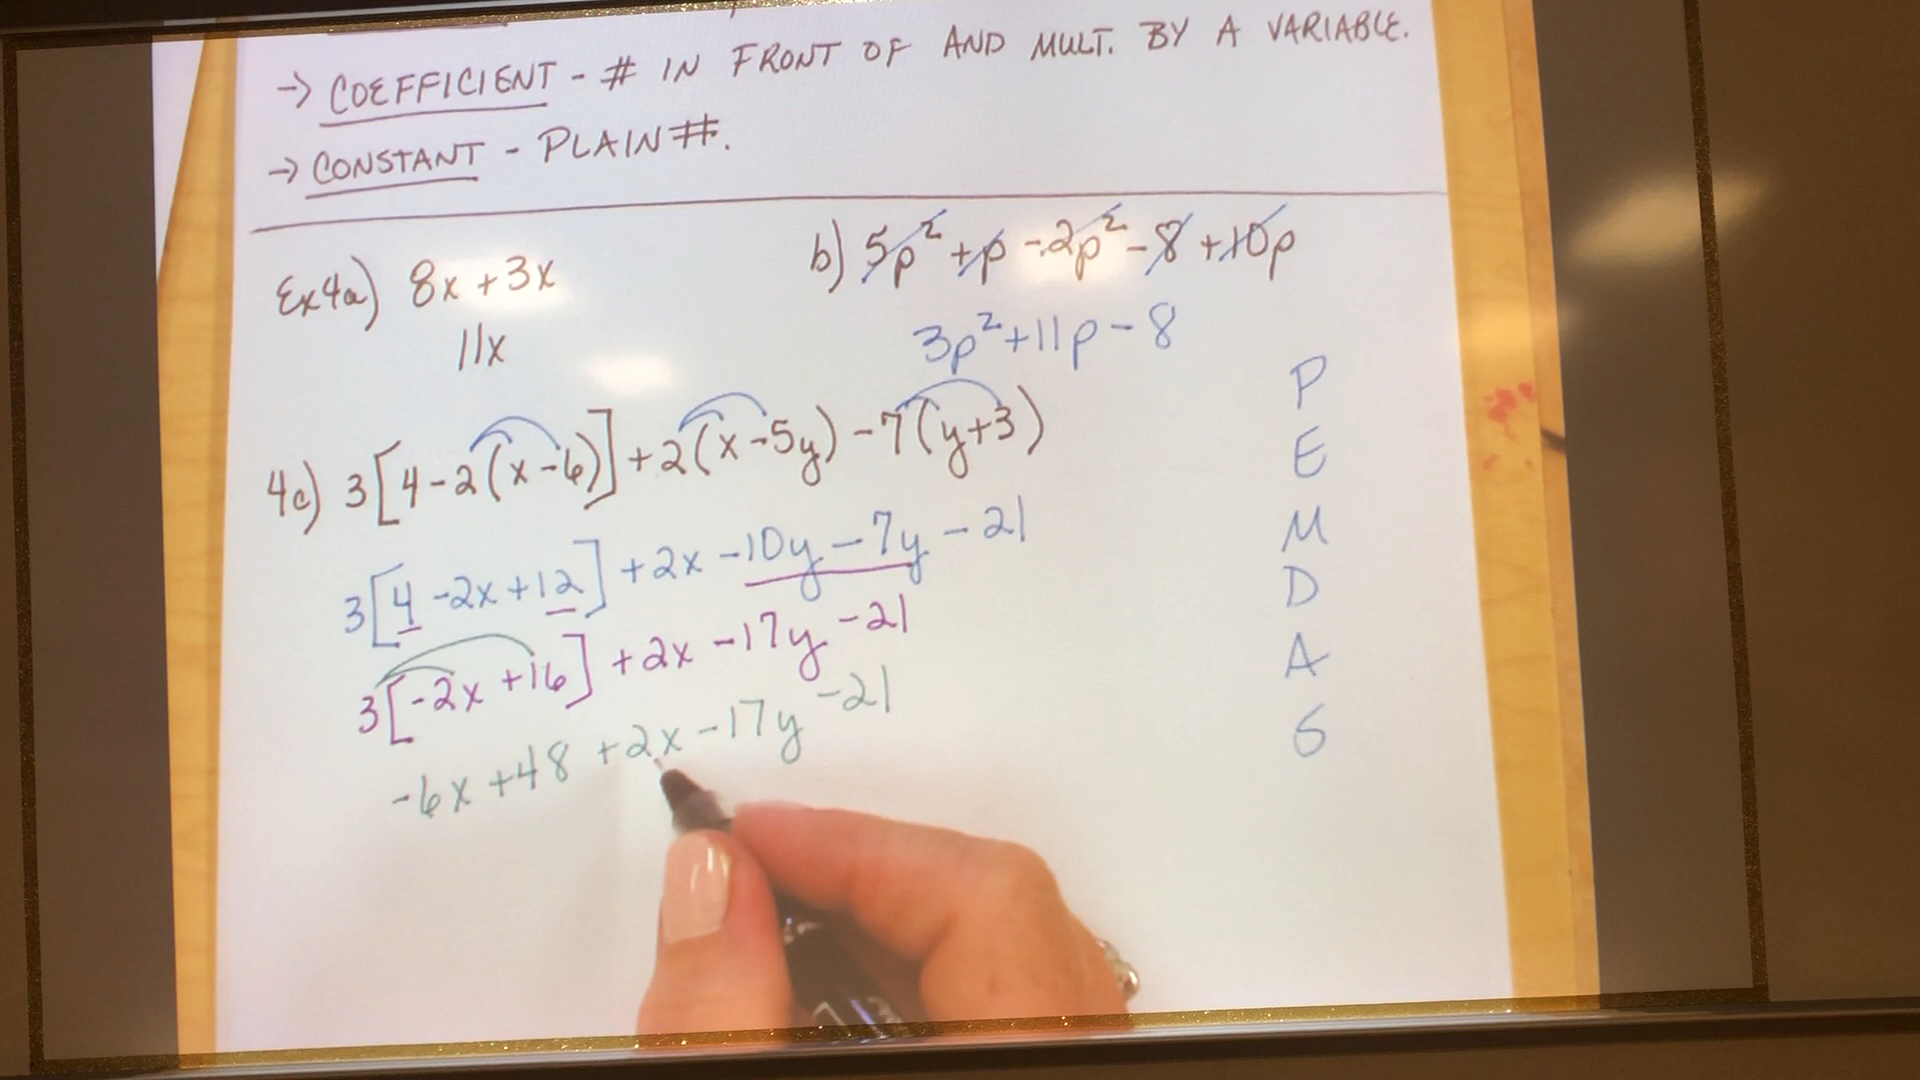 → COEFFICIENT - # IN FRONT OF AND MULT. BY A VARIABLE.
→ CONSTANT - PLAIN #.
Ex4a) 8x + 3x
11x
b) 5p² + p - 2p² - 8 + 10p
3p² + 11p - 8
4c) 3[4 - 2(x - 6)] + 2(x - 5y) - 7(y + 3)
3[4 - 2x + 12] + 2x - 10y - 7y - 21
3[-2x + 16] + 2x - 17y - 21
-6x + 48 + 2x - 17y - 21
P
E
M
D
A
S